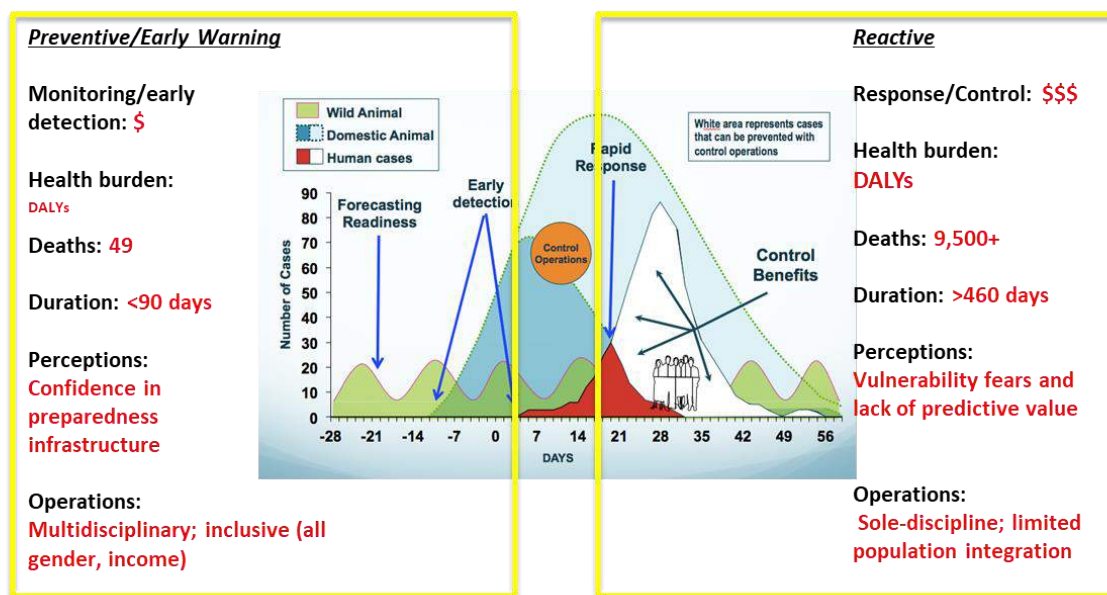 Preventive/Early Warning
Monitoring/early
detection: $
Health burden:
DALYs
Deaths: 49
Duration: <90 days
Perceptions:
Confidence in
preparedness
infrastructure
Operations:
Multidisciplinary; inclusive (all
gender, income)
Wild Animal
Domestic Animal
Human cases
White area represents cases
that can be prevented with
control operations
Forecasting
Readiness
Early
detection
Rapid
Response
Control
Operations
Control
Benefits
Number of Cases
90
80
70
60
50
40
30
20
10
0
-28 -21 -14 -7 0 7 14 21 28 35 42 49 56
DAYS
Reactive
Response/Control: $$$
Health burden:
DALYs
Deaths: 9,500+
Duration: >460 days
Perceptions:
Vulnerability fears and
lack of predictive value
Operations:
Sole-discipline; limited
population integration